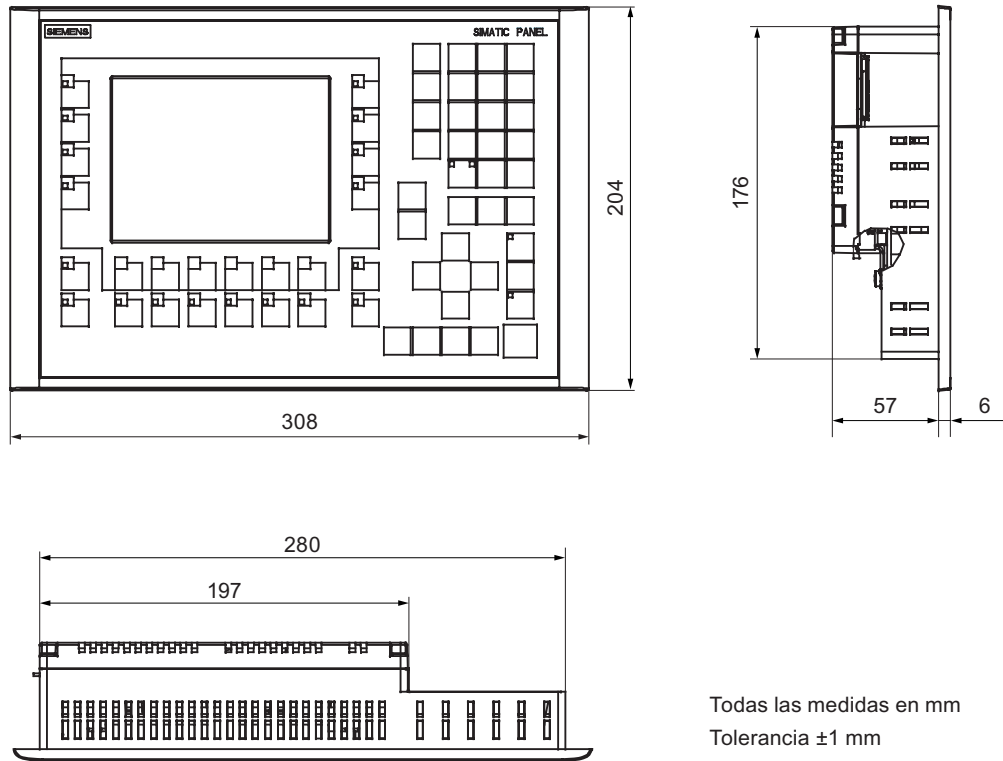 SIEMENS
SIMATIC PANEL
204
308
176
57
6
280
197
Todas las medidas en mm
Tolerancia ±1 mm